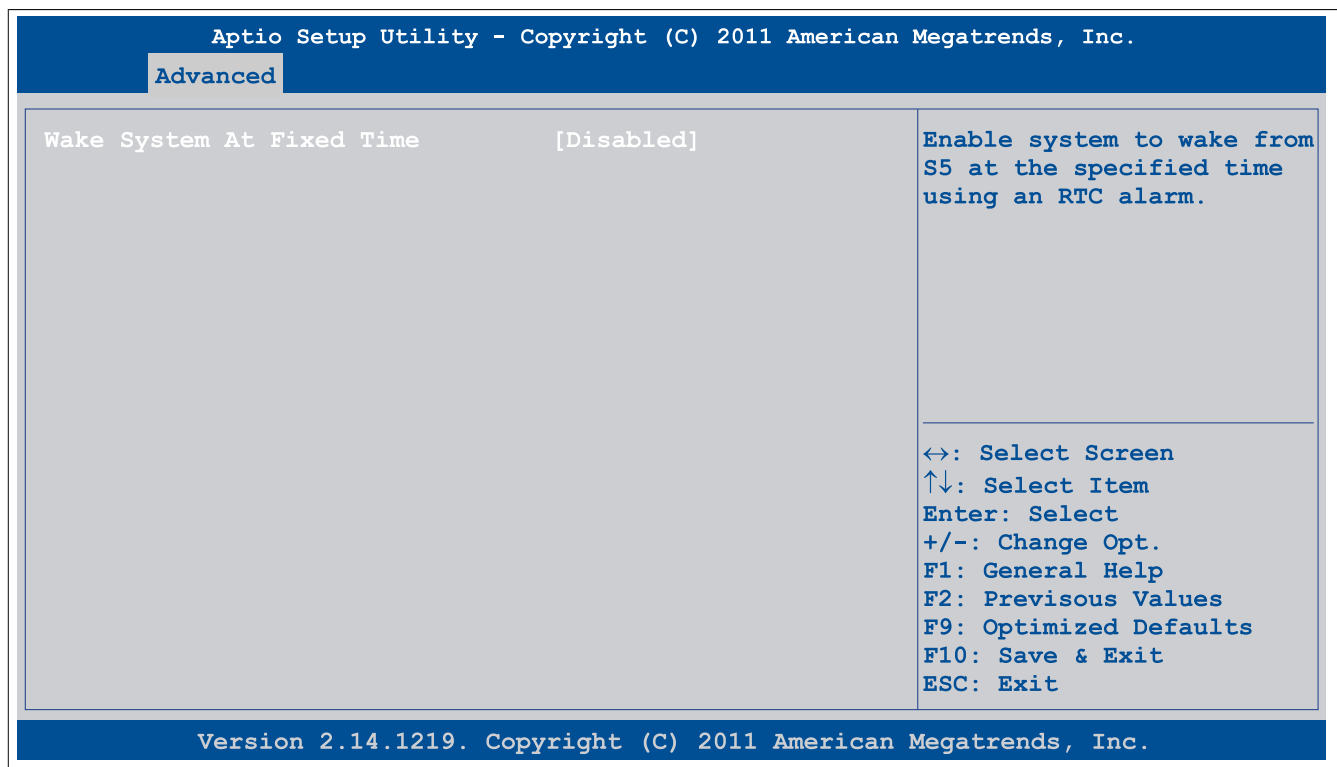 Aptio Setup Utility - Copyright (C) 2011 American Megatrends, Inc.
Advanced
Wake System At Fixed Time [Disabled]
Enable system to wake from
S5 at the specified time
using an RTC alarm.
↔: Select Screen
↑↓: Select Item
Enter: Select
+/-: Change Opt.
F1: General Help
F2: Previsous Values
F9: Optimized Defaults
F10: Save & Exit
ESC: Exit
Version 2.14.1219. Copyright (C) 2011 American Megatrends, Inc.